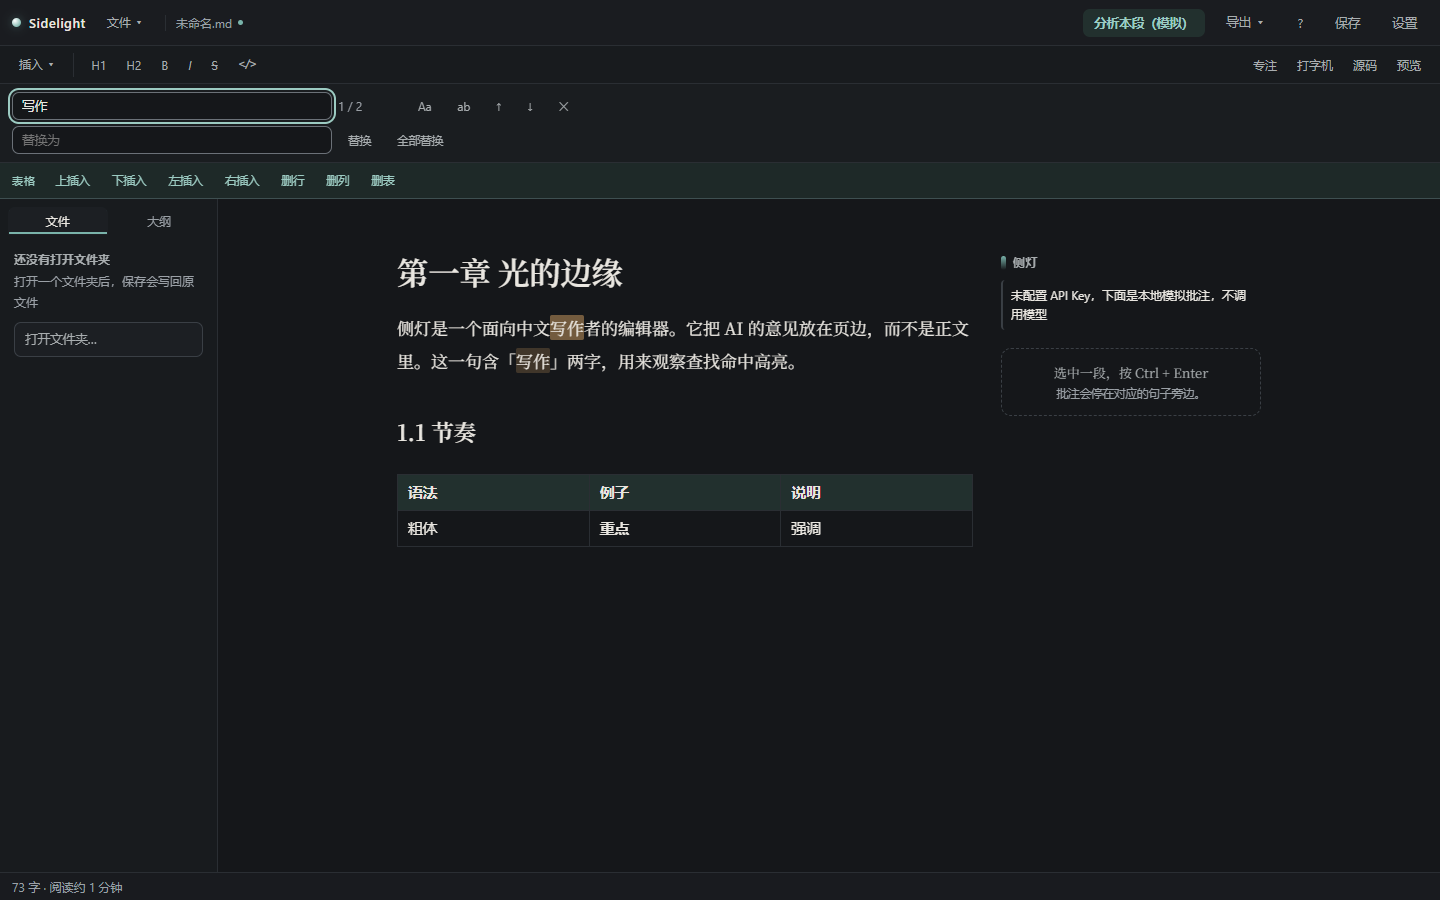 Sidelight 文件 未命名.md 分析本段（模拟） 导出 ? 保存 设置
插入 H1 H2 B I S </> 专注 打字机 源码 预览
写作 1 / 2 Aa ab ↑ ↓ ×
替换为 替换 全部替换
表格 上插入 下插入 左插入 右插入 删行 删列 删表
文件 大纲
还没有打开文件夹
打开一个文件夹后，保存会写回原
文件
打开文件夹...
第一章 光的边缘
侧灯是一个面向中文写作者的编辑器。它把 AI 的意见放在页边，而不是正文
里。这一句含「写作」两字，用来观察查找命中高亮。
1.1 节奏
语法 例子 说明
粗体 重点 强调
侧灯
未配置 API Key，下面是本地模拟批注，不调
用模型
选中一段，按 Ctrl + Enter
批注会停在对应的句子旁边。
73 字 · 阅读约 1 分钟